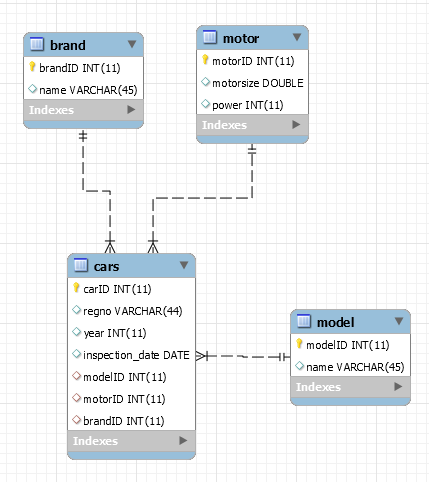 brand
brandID INT(11)
name VARCHAR(45)
Indexes
motor
motorID INT(11)
motorsize DOUBLE
power INT(11)
Indexes
cars
carID INT(11)
regno VARCHAR(44)
year INT(11)
inspection_date DATE
modelID INT(11)
motorID INT(11)
brandID INT(11)
Indexes
model
modelID INT(11)
name VARCHAR(45)
Indexes